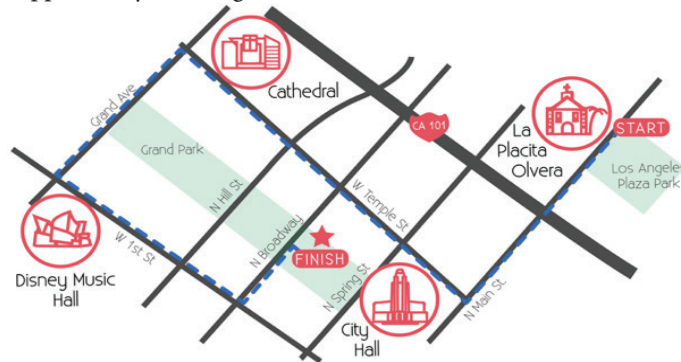 Cathedral
Grand Ave
CA 101
La
Placita
Olvera
START
Los Angeles
Plaza Park
Grand Park
N Hill St
W Temple St
N Broadway
FINISH
W 1st St
Disney Music
Hall
N Spring St
City
Hall
N Main St